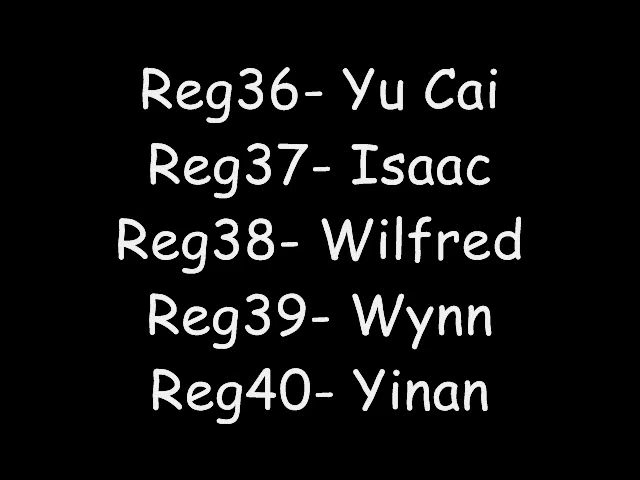 Reg36- Yu Cai
Reg37- Isaac
Reg38- Wilfred
Reg39- Wynn
Reg40- Yinan